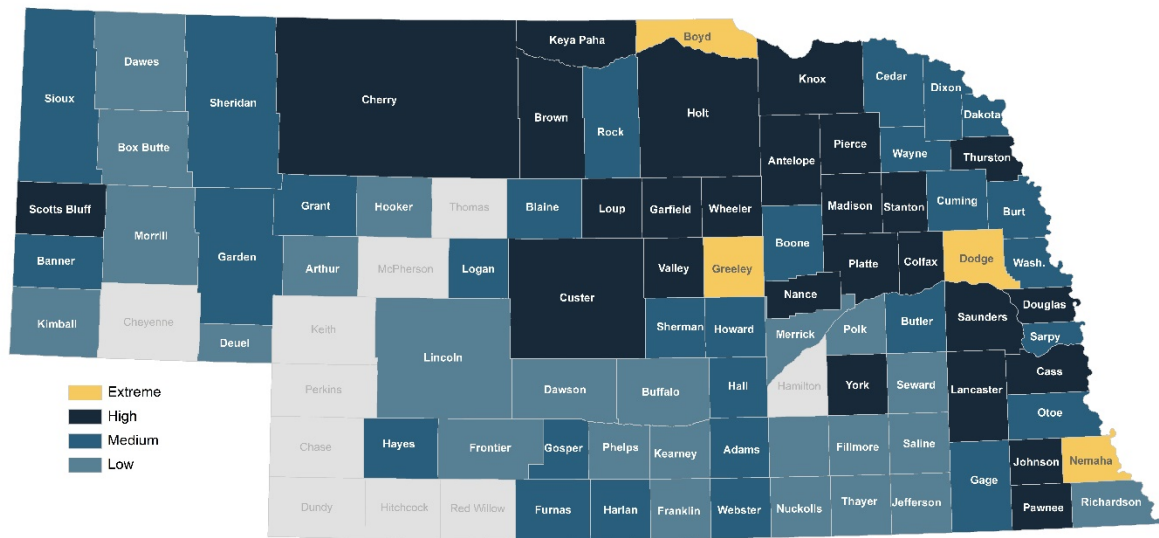 Keya Paha
Boyd
Dawes
Cedar
Knox
Dixon
Sioux
Sheridan
Cherry
Brown
Holt
Dakota
Rock
Box Butte
Pierce
Wayne
Antelope
Thurston
Scotts Bluff
Grant
Hooker
Thomas
Blaine
Loup
Garfield
Wheeler
Madison
Stanton
Cuming
Burt
Morrill
Boone
Banner
Garden
Arthur
McPherson
Logan
Valley
Greeley
Platte
Colfax
Dodge
Wash.
Custer
Nance
Douglas
Kimball
Cheyenne
Keith
Sherman
Howard
Merrick
Polk
Butler
Saunders
Sarpy
Deuel
Lincoln
Cass
Perkins
Dawson
Buffalo
Hall
Hamilton
York
Seward
Lancaster
Otoe
Chase
Hayes
Frontier
Gosper
Phelps
Kearney
Adams
Fillmore
Saline
Johnson
Nemaha
Gage
Dundy
Hitchcock
Red Willow
Furnas
Harlan
Franklin
Webster
Nuckolls
Thayer
Jefferson
Pawnee
Richardson
Extreme
High
Medium
Low